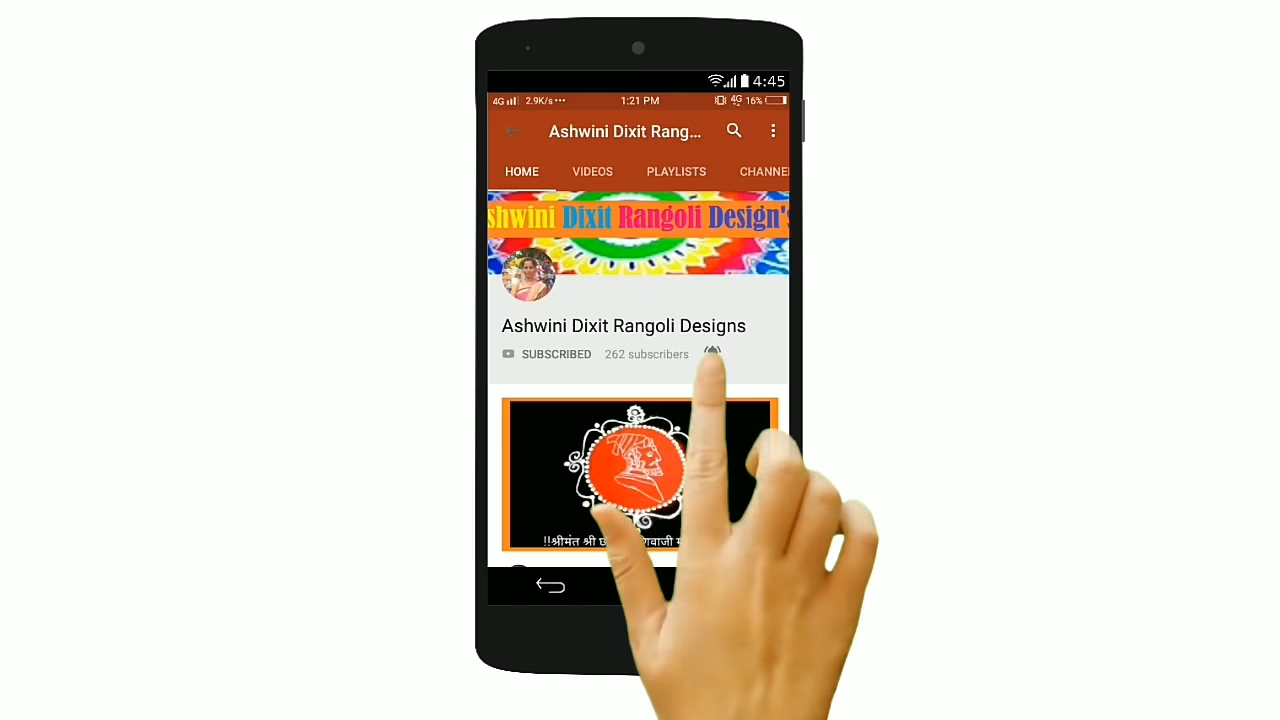 4:45
4G 2.9K/s 1:21 PM 4G 16%
Ashwini Dixit Rang...
HOME VIDEOS PLAYLISTS CHANNE
shwini Dixit Rangoli Design's
Ashwini Dixit Rangoli Designs
SUBSCRIBED 262 subscribers
!!श्रीमंत श्री